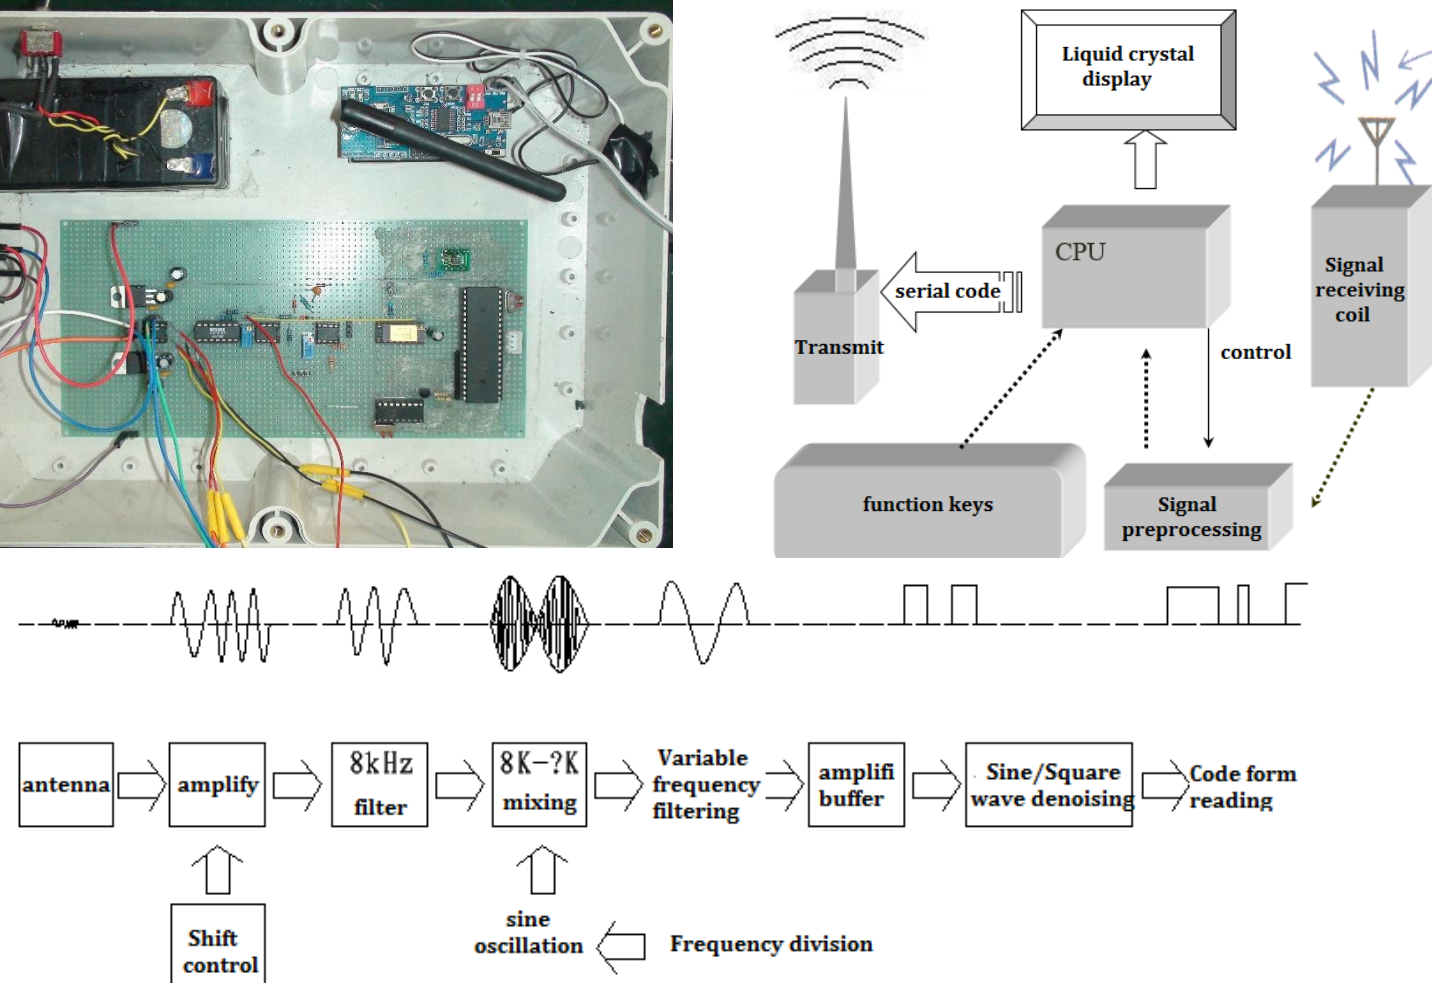 Liquid crystal
display
CPU
Signal
receiving
coil
serial code
Transmit
control
function keys
Signal
preprocessing
antenna
amplify
8kHz
filter
8K-?K
mixing
Variable
frequency
filtering
amplifi
buffer
Sine/Square
wave denoising
Code form
reading
Shift
control
sine
oscillation
Frequency division